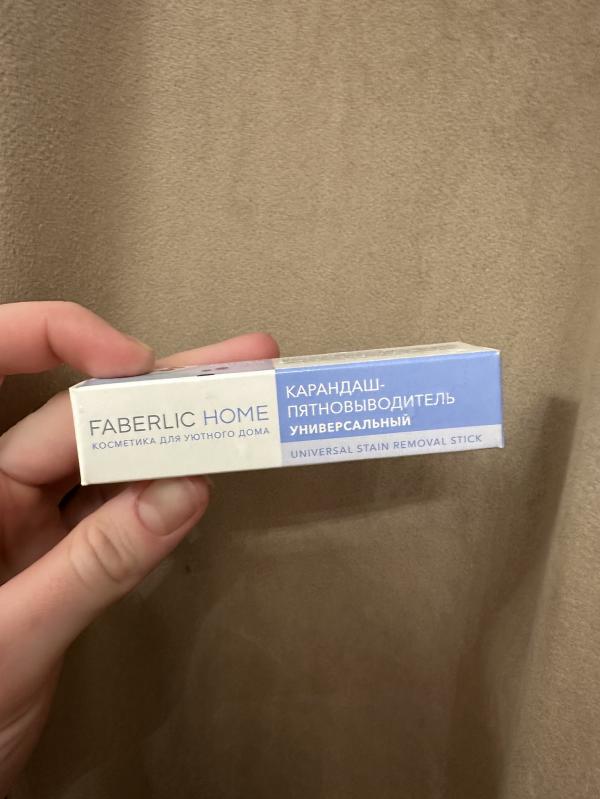 FABERLIC HOME
КОСМЕТИКА ДЛЯ УЮТНОГО ДОМА
КАРАНДАШ-
ПЯТНОВЫВОДИТЕЛЬ
УНИВЕРСАЛЬНЫЙ
UNIVERSAL STAIN REMOVAL STICK